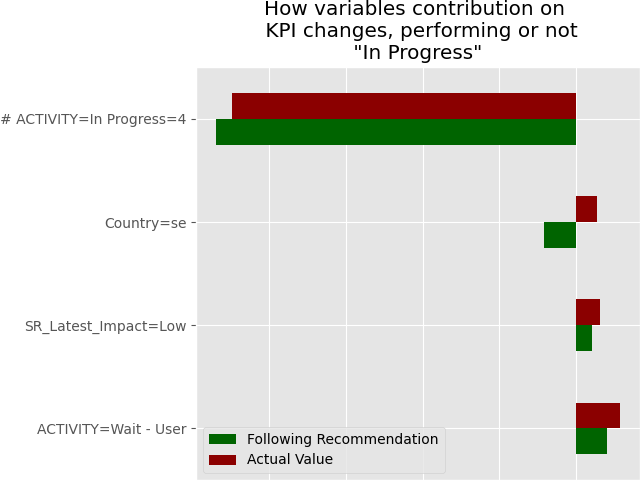 How variables contribution on
KPI changes, performing or not
"In Progress"
# ACTIVITY=In Progress=4
Country=se
SR_Latest_Impact=Low
ACTIVITY=Wait - User
Following Recommendation
Actual Value